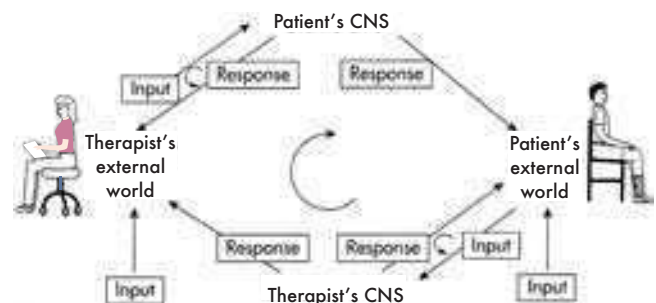 Patient's CNS
Input
Response
Response
Therapist's
external
world
Patient's
external
world
Response
Response
Input
Input
Input
Therapist's CNS